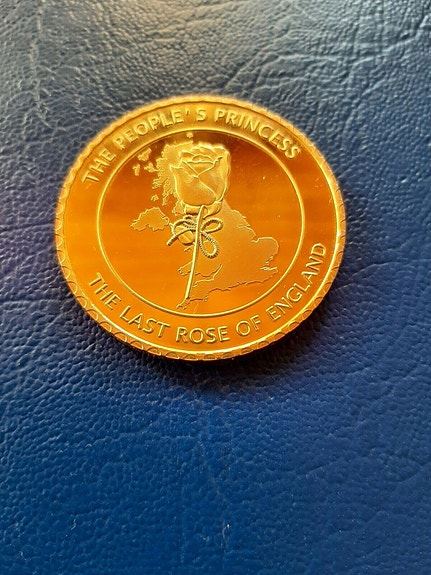 THE PEOPLE'S PRINCESS
THE LAST ROSE OF ENGLAND